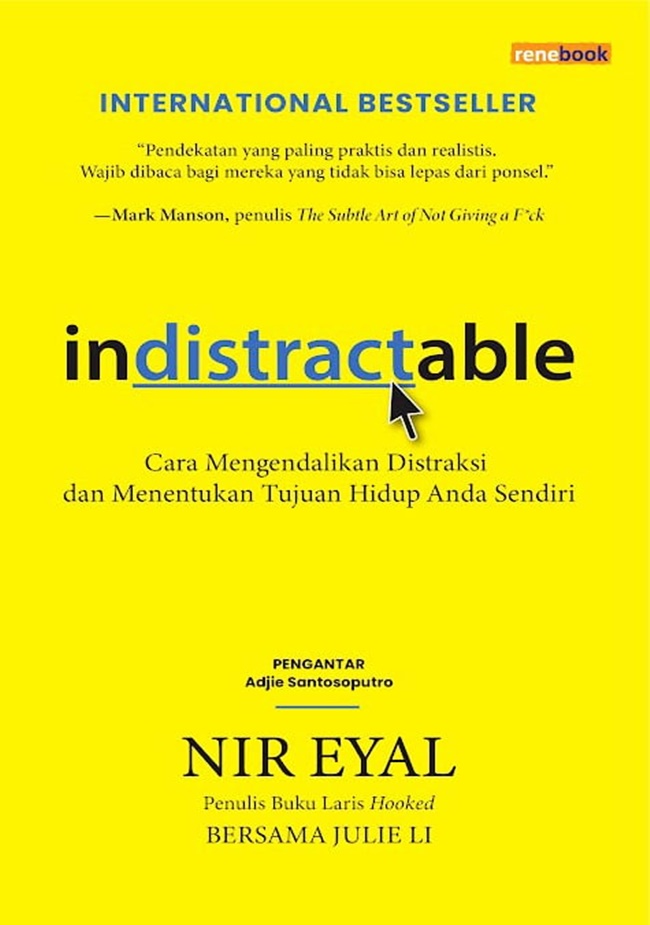 renebook
INTERNATIONAL BESTSELLER
“Pendekatan yang paling praktis dan realistis.
Wajib dibaca bagi mereka yang tidak bisa lepas dari ponsel.”
—Mark Manson, penulis The Subtle Art of Not Giving a F*ck
indistractable
Cara Mengendalikan Distraksi
dan Menentukan Tujuan Hidup Anda Sendiri
PENGANTAR
Adjie Santosoputro
NIR EYAL
Penulis Buku Laris Hooked
BERSAMA JULIE LI